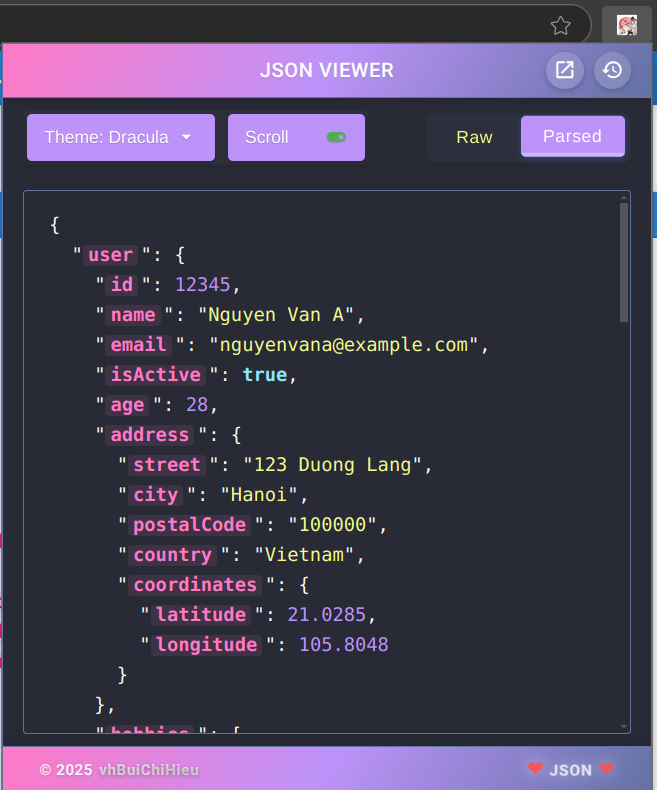 JSON VIEWER
Theme: Dracula
Scroll
Raw
Parsed
{
"user": {
"id": 12345,
"name": "Nguyen Van A",
"email": "nguyenvana@example.com",
"isActive": true,
"age": 28,
"address": {
"street": "123 Duong Lang",
"city": "Hanoi",
"postalCode": "100000",
"country": "Vietnam",
"coordinates": {
"latitude": 21.0285,
"longitude": 105.8048
}
},
"hobbies": [
© 2025 vhBuiChiHieu
❤ JSON ❤